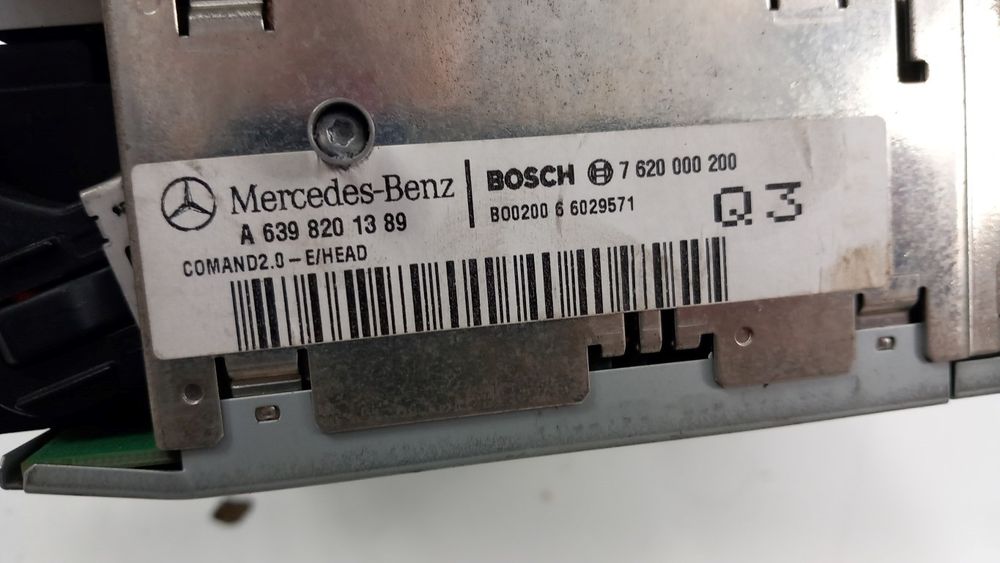 Mercedes-Benz
A 639 820 13 89
COMAND2.0-E/HEAD
BOSCH 7 620 000 200
B00200 6 6029571
Q3